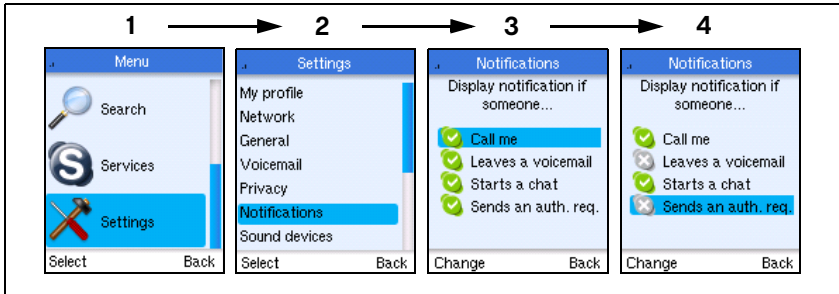 1 2 3 4
Menu
Search
Services
Settings
Select Back
Settings
My profile
Network
General
Voicemail
Privacy
Notifications
Sound devices
Select Back
Notifications
Display notification if
someone...
Call me
Leaves a voicemail
Starts a chat
Sends an auth. req.
Change Back
Notifications
Display notification if
someone...
Call me
Leaves a voicemail
Starts a chat
Sends an auth. req.
Change Back